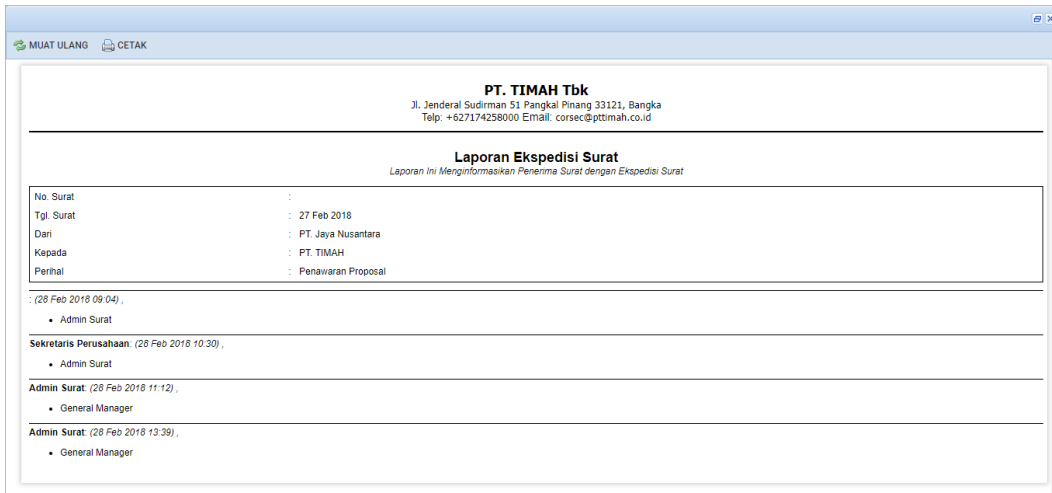 MUAT ULANG CETAK
PT. TIMAH Tbk
Jl. Jenderal Sudirman 51 Pangkal Pinang 33121, Bangka
Telp: +627174258000 Email: corsec@pttimah.co.id
Laporan Ekspedisi Surat
Laporan Ini Menginformasikan Penerima Surat dengan Ekspedisi Surat
No. Surat :
Tgl. Surat : 27 Feb 2018
Dari : PT. Jaya Nusantara
Kepada : PT. TIMAH
Perihal : Penawaran Proposal
: (28 Feb 2018 09:04) ,
• Admin Surat
Sekretaris Perusahaan: (28 Feb 2018 10:30) ,
• Admin Surat
Admin Surat: (28 Feb 2018 11:12) ,
• General Manager
Admin Surat: (28 Feb 2018 13:39) ,
• General Manager